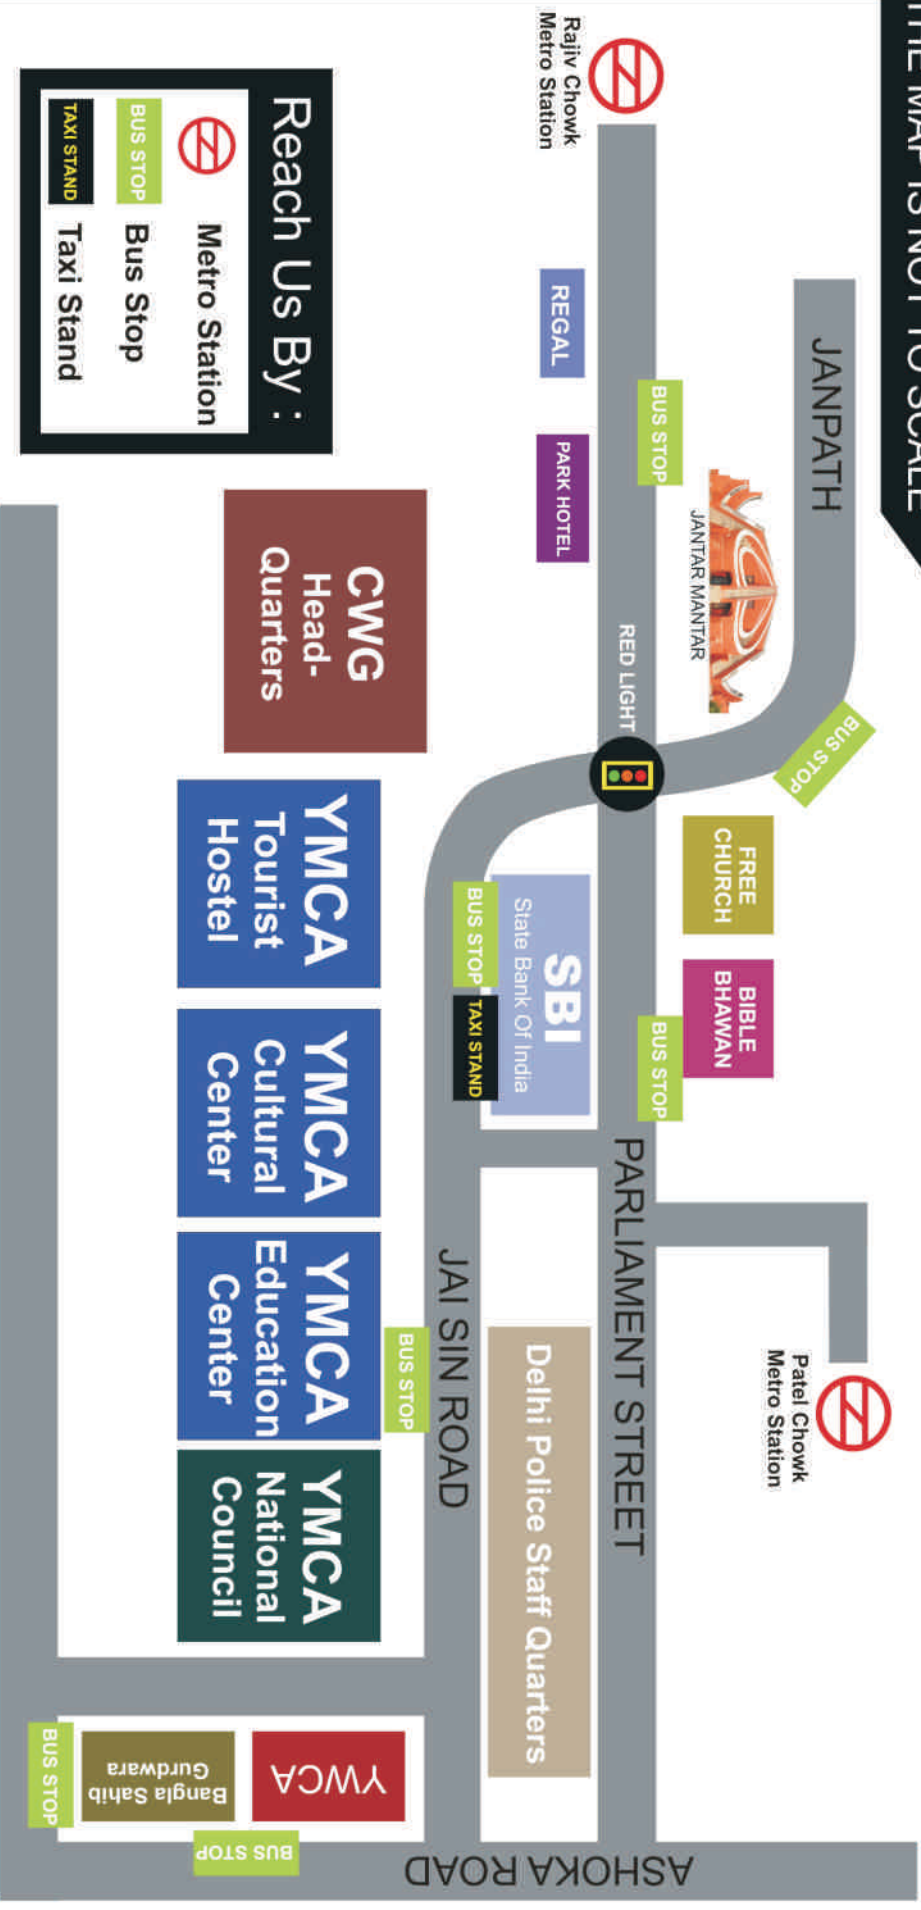 THE MAP IS NOT TO SCALE
JANPATH
BUS STOP
Patel Chowk
Metro Station
JANTAR MANTAR
FREE
CHURCH
BIBLE
BHAWAN
BUS STOP
BUS STOP
Rajiv Chowk
Metro Station
RED LIGHT
PARLIAMENT STREET
ASHOKA ROAD
REGAL
PARK HOTEL
SBI
State Bank Of India
Delhi Police Staff Quarters
BUS STOP
TAXI STAND
JAI SIN ROAD
BUS STOP
CWG
Head-
Quarters
YMCA
Tourist
Hostel
YMCA
Cultural
Center
YMCA
Education
Center
YMCA
National
Council
YWCA
Bangla Sahib
Gurdwara
BUS STOP
BUS STOP
Reach Us By :
Metro Station
BUS STOP
Bus Stop
TAXI STAND
Taxi Stand